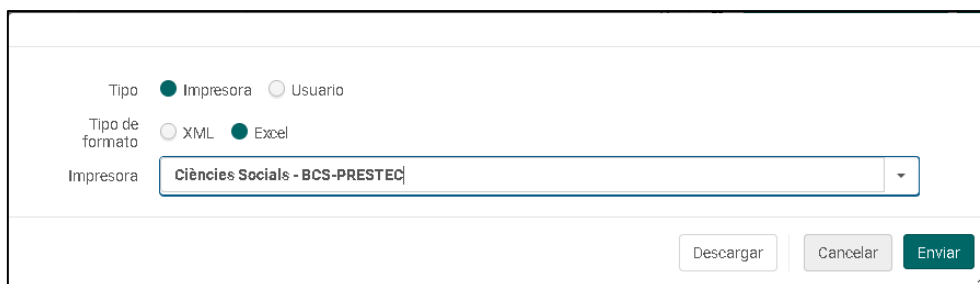 Tipo Impresora Usuario
Tipo de formato XML Excel
Impresora Ciències Socials - BCS-PRESTEC
Descargar Cancelar Enviar